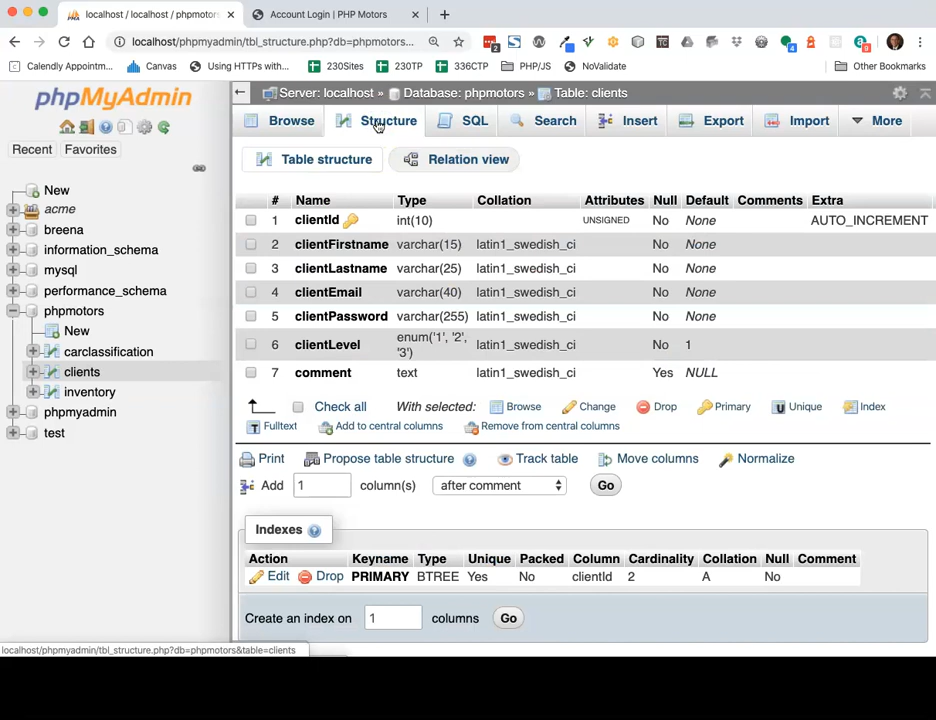 localhost / localhost / phpmoto
Account Login | PHP Motors
localhost/phpmyadmin/tbl_structure.php?db=phpmotors...
2
4
9
Calendly Appointm...
Canvas
Using HTTPs with...
230Sites
230TP
336CTP
PHP/JS
NoValidate
Other Bookmarks
phpMyAdmin
Recent
Favorites
New
acme
breena
information_schema
mysql
performance_schema
phpmotors
New
carclassification
clients
inventory
phpmyadmin
test
Server: localhost » Database: phpmotors » Table: clients
Browse Structure SQL Search Insert Export Import More
Table structure Relation view
# Name Type Collation Attributes Null Default Comments Extra
1 clientId int(10) UNSIGNED No None AUTO_INCREMENT
2 clientFirstname varchar(15) latin1_swedish_ci No None
3 clientLastname varchar(25) latin1_swedish_ci No None
4 clientEmail varchar(40) latin1_swedish_ci No None
5 clientPassword varchar(255) latin1_swedish_ci No None
6 clientLevel enum('1', '2', '3') latin1_swedish_ci No 1
7 comment text latin1_swedish_ci Yes NULL
Check all With selected: Browse Change Drop Primary Unique Index
Fulltext Add to central columns Remove from central columns
Print Propose table structure Track table Move columns Normalize
Add 1 column(s) after comment Go
Indexes
Action Keyname Type Unique Packed Column Cardinality Collation Null Comment
Edit Drop PRIMARY BTREE Yes No clientId 2 A No
Create an index on 1 columns Go
localhost/phpmyadmin/tbl_structure.php?db=phpmotors&table=clients